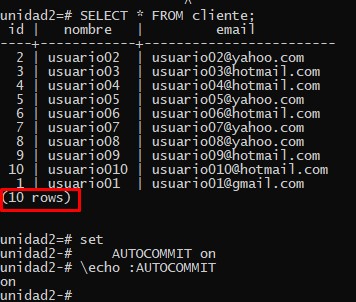 unidad2=# SELECT * FROM cliente;
 id |  nombre    |         email
----+------------+------------------------
  2 | usuario02  | usuario02@yahoo.com
  3 | usuario03  | usuario03@hotmail.com
  4 | usuario04  | usuario04@hotmail.com
  5 | usuario05  | usuario05@yahoo.com
  6 | usuario06  | usuario06@hotmail.com
  7 | usuario07  | usuario07@yahoo.com
  8 | usuario08  | usuario08@yahoo.com
  9 | usuario09  | usuario09@hotmail.com
 10 | usuario010 | usuario010@hotmail.com
  1 | usuario01  | usuario01@gmail.com
(10 rows)
unidad2=# set
unidad2-#     AUTOCOMMIT on
unidad2-# \echo :AUTOCOMMIT
on
unidad2-#